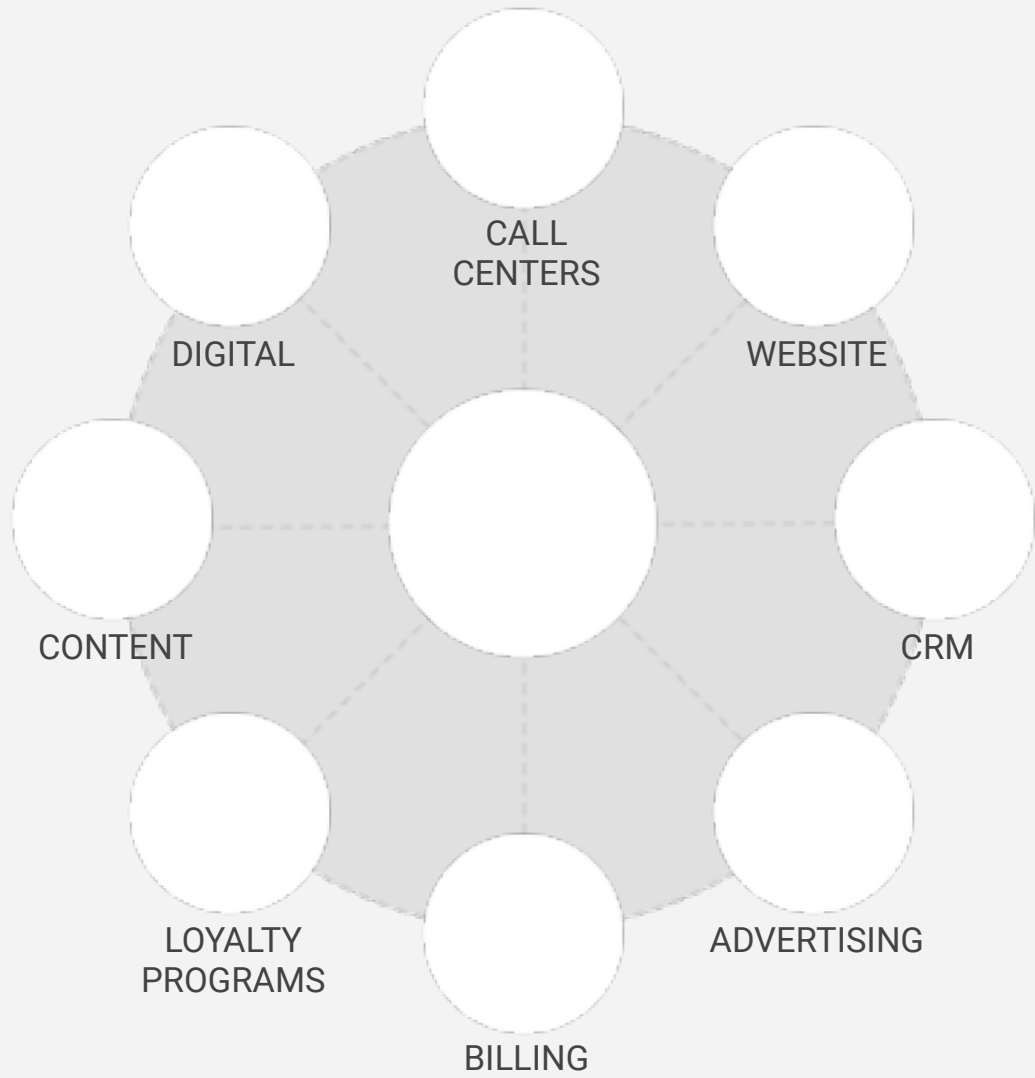 CALL
CENTERS
DIGITAL
WEBSITE
CONTENT
CRM
LOYALTY
PROGRAMS
ADVERTISING
BILLING